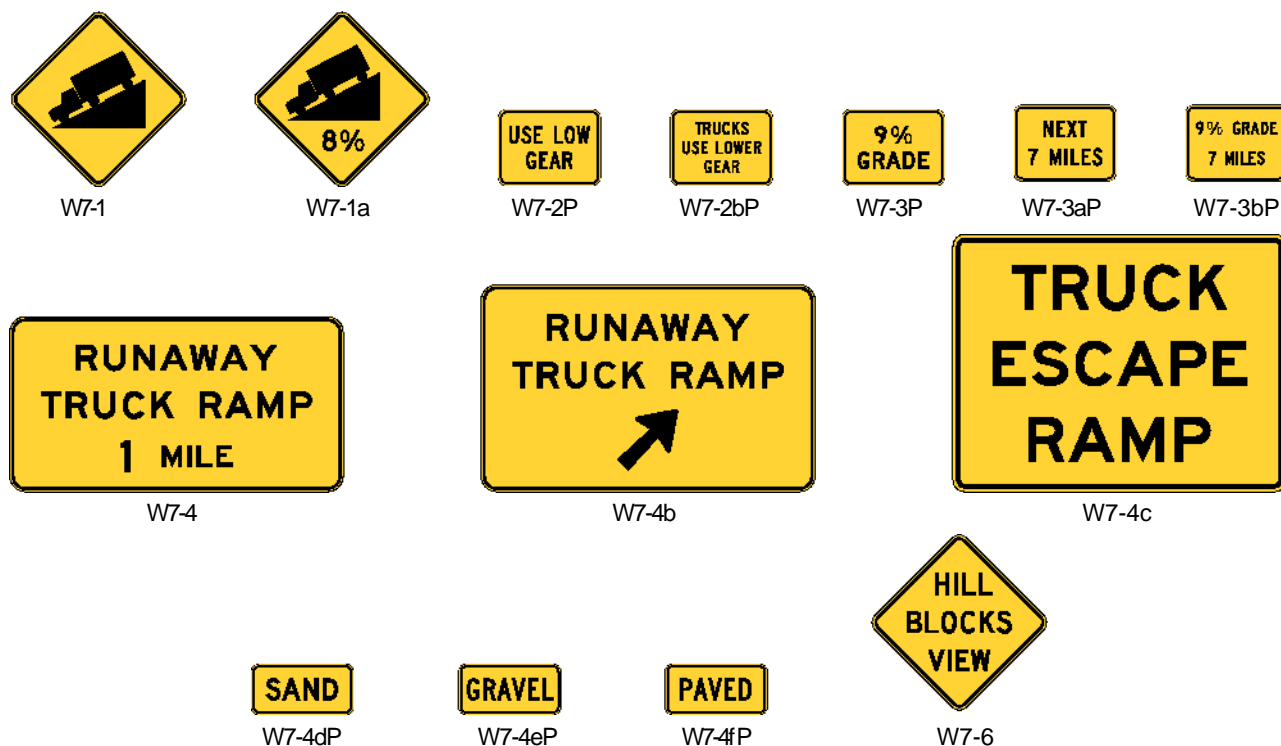 8%
W7-1
W7-1a
USE LOW
GEAR
W7-2P
TRUCKS
USE LOWER
GEAR
W7-2bP
9%
GRADE
W7-3P
NEXT
7 MILES
W7-3aP
9% GRADE
7 MILES
W7-3bP
RUNAWAY
TRUCK RAMP
1 MILE
W7-4
RUNAWAY
TRUCK RAMP
W7-4b
TRUCK
ESCAPE
RAMP
W7-4c
SAND
W7-4dP
GRAVEL
W7-4eP
PAVED
W7-4fP
HILL
BLOCKS
VIEW
W7-6